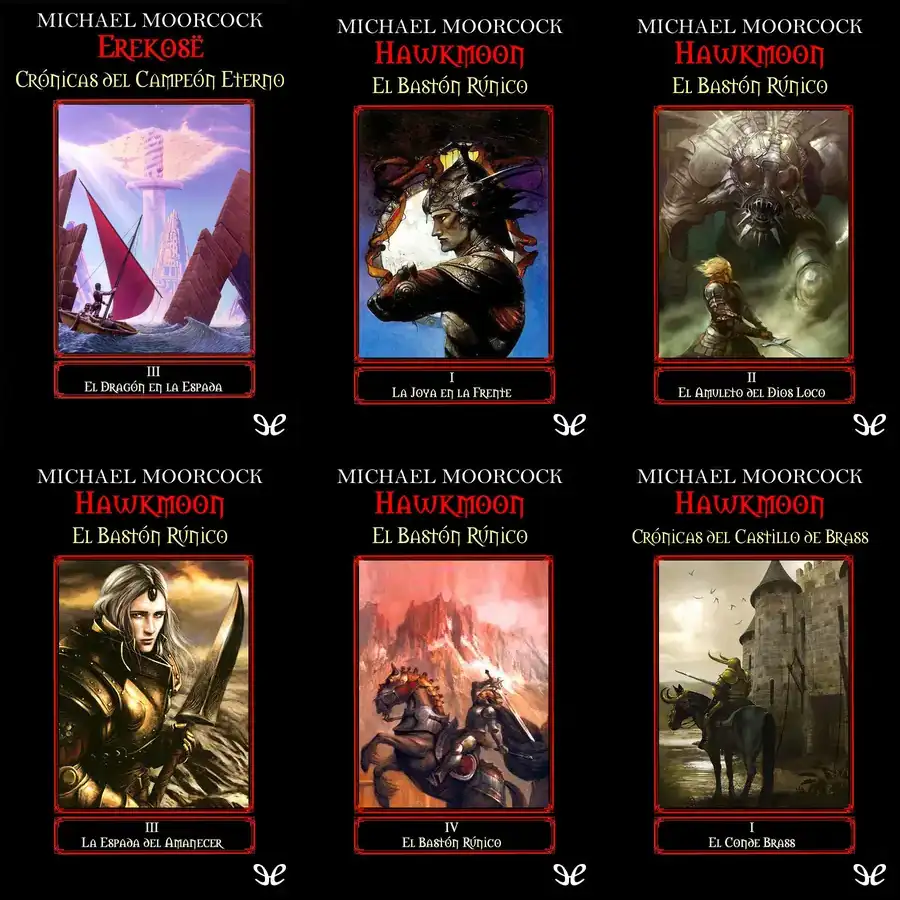 MICHAEL MOORCOCK
EREKOSË
CRÓNICAS DEL CAMPEÓN ETERNO
III
EL DRAGÓN EN LA ESPADA
MICHAEL MOORCOCK
HAWKMOON
EL BASTÓN RÚNICO
I
LA JOYA EN LA FRENTE
MICHAEL MOORCOCK
HAWKMOON
EL BASTÓN RÚNICO
II
EL AMULETO DEL DIOS LOCO
MICHAEL MOORCOCK
HAWKMOON
EL BASTÓN RÚNICO
III
LA ESPADA DEL AMANECER
MICHAEL MOORCOCK
HAWKMOON
EL BASTÓN RÚNICO
IV
EL BASTÓN RÚNICO
MICHAEL MOORCOCK
HAWKMOON
CRÓNICAS DEL CASTILLO DE BRASS
I
EL CONDE BRASS